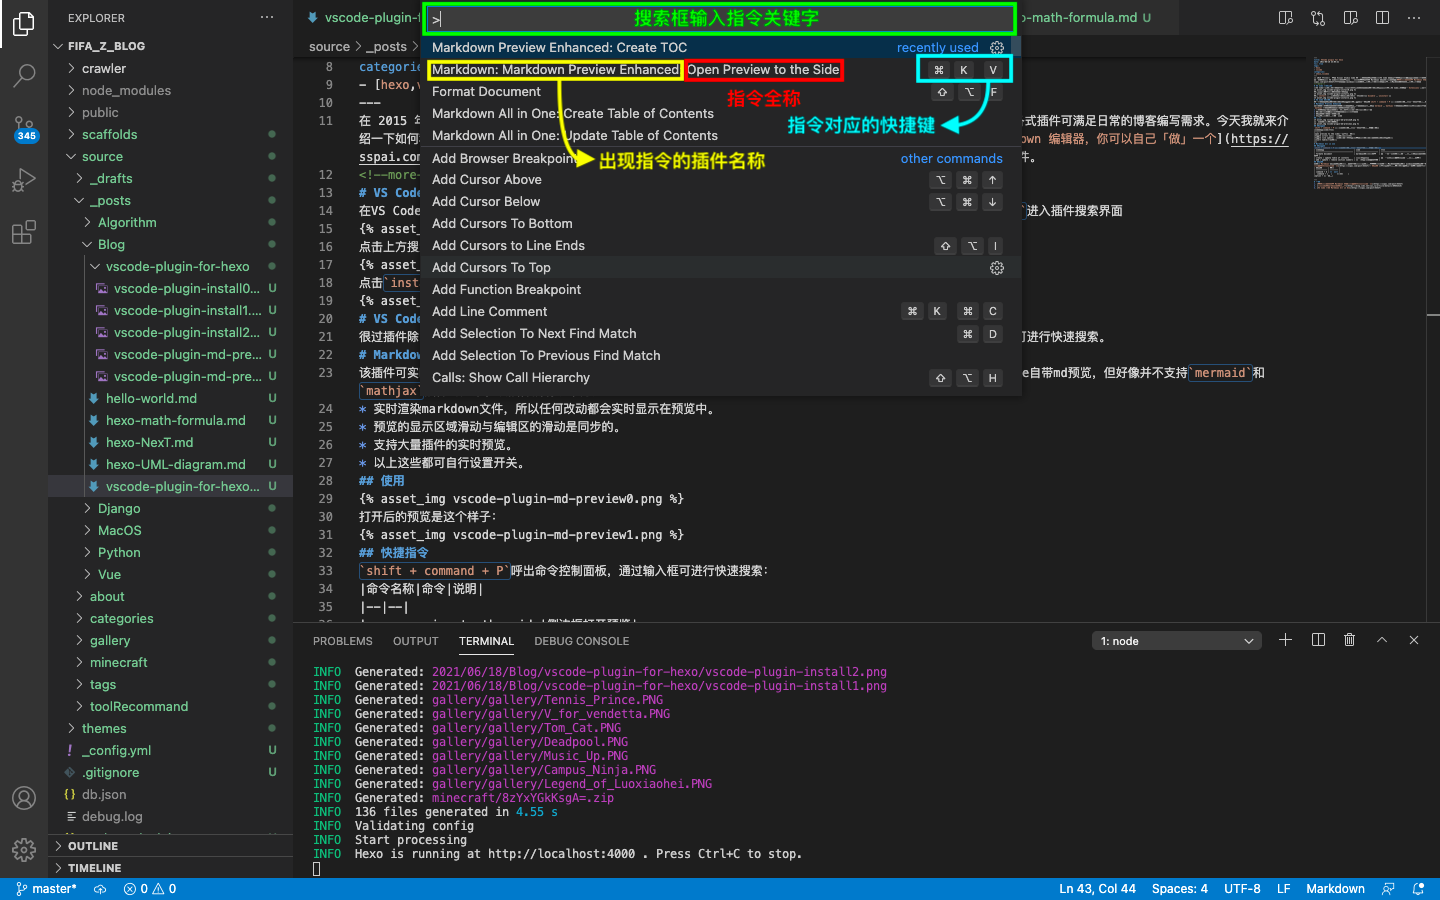 EXPLORER
FIFA_Z_BLOG
crawler
node_modules
public
scaffolds
source
_drafts
_posts
Algorithm
Blog
vscode-plugin-for-hexo
vscode-plugin-install0... U
vscode-plugin-install1.... U
vscode-plugin-install2... U
vscode-plugin-md-pre... U
vscode-plugin-md-pre... U
hello-world.md U
hexo-math-formula.md U
hexo-NexT.md U
hexo-UML-diagram.md U
vscode-plugin-for-hexo... U
Django
MacOS
Python
Vue
about
categories
gallery
minecraft
tags
toolRecommand
themes
_config.yml U
.gitignore U
db.json
debug.log
OUTLINE
TIMELINE
345
vscode-plugin-f
o-math-formula.md U
source > _posts >
>
搜索框输入指令关键字
Markdown Preview Enhanced: Create TOC recently used
Markdown: Markdown Preview Enhanced Open Preview to the Side ⌘ K V
Format Document ⇧ ⌥ F
指令全称
Markdown All in One: Create Table of Contents
指令对应的快捷键
Markdown All in One: Update Table of Contents
Add Browser Breakpoin other commands
出现指令的插件名称
Add Cursor Above ⌥ ⌘ ↑
Add Cursor Below ⌥ ⌘ ↓
Add Cursors To Bottom
Add Cursors to Line Ends ⇧ ⌥ I
Add Cursors To Top
Add Function Breakpoint
Add Line Comment ⌘ K ⌘ C
Add Selection To Next Find Match ⌘ D
Add Selection To Previous Find Match
Calls: Show Call Hierarchy ⇧ ⌥ H
8 categorie
9 - [hexo,v
10 ---
11 在 2015 年 式插件可满足日常的博客编写需求。今天我就来介
绍一下如何 own 编辑器, 你可以自己「做」一个](https://
sspai.com 件。
12 <!--more-
13 # VS Code
14 在VS Code `进入插件搜索界面
15 {% asset_
16 点击上方搜
17 {% asset_
18 点击`inst
19 {% asset_
20 # VS Code
21 很过插件除 可进行快速搜索。
22 # Markdow
23 该插件可实 e自带md预览, 但好像并不支持`mermaid`和
`mathjax`
24 * 实时渲染markdown文件, 所以任何改动都会实时显示在预览中。
25 * 预览的显示区域滑动与编辑区的滑动是同步的。
26 * 支持大量插件的实时预览。
27 * 以上这些都可自行设置开关。
28 ## 使用
29 {% asset_img vscode-plugin-md-preview0.png %}
30 打开后的预览是这个样子:
31 {% asset_img vscode-plugin-md-preview1.png %}
32 ## 快捷指令
33 `shift + command + P`呼出命令控制面板, 通过输入框可进行快速搜索:
34 |命令名称|命令|说明|
35 |--|--|
PROBLEMS OUTPUT TERMINAL DEBUG CONSOLE 1: node
INFO Generated: 2021/06/18/Blog/vscode-plugin-for-hexo/vscode-plugin-install2.png
INFO Generated: 2021/06/18/Blog/vscode-plugin-for-hexo/vscode-plugin-install1.png
INFO Generated: gallery/gallery/Tennis_Prince.PNG
INFO Generated: gallery/gallery/V_for_vendetta.PNG
INFO Generated: gallery/gallery/Tom_Cat.PNG
INFO Generated: gallery/gallery/Deadpool.PNG
INFO Generated: gallery/gallery/Music_Up.PNG
INFO Generated: gallery/gallery/Campus_Ninja.PNG
INFO Generated: gallery/gallery/Legend_of_Luoxiaohei.PNG
INFO Generated: minecraft/8zYxYGkKsgA=.zip
INFO 136 files generated in 4.55 s
INFO Validating config
INFO Start processing
INFO Hexo is running at http://localhost:4000 . Press Ctrl+C to stop.
master* 0 0 Ln 43, Col 44 Spaces: 4 UTF-8 LF Markdown